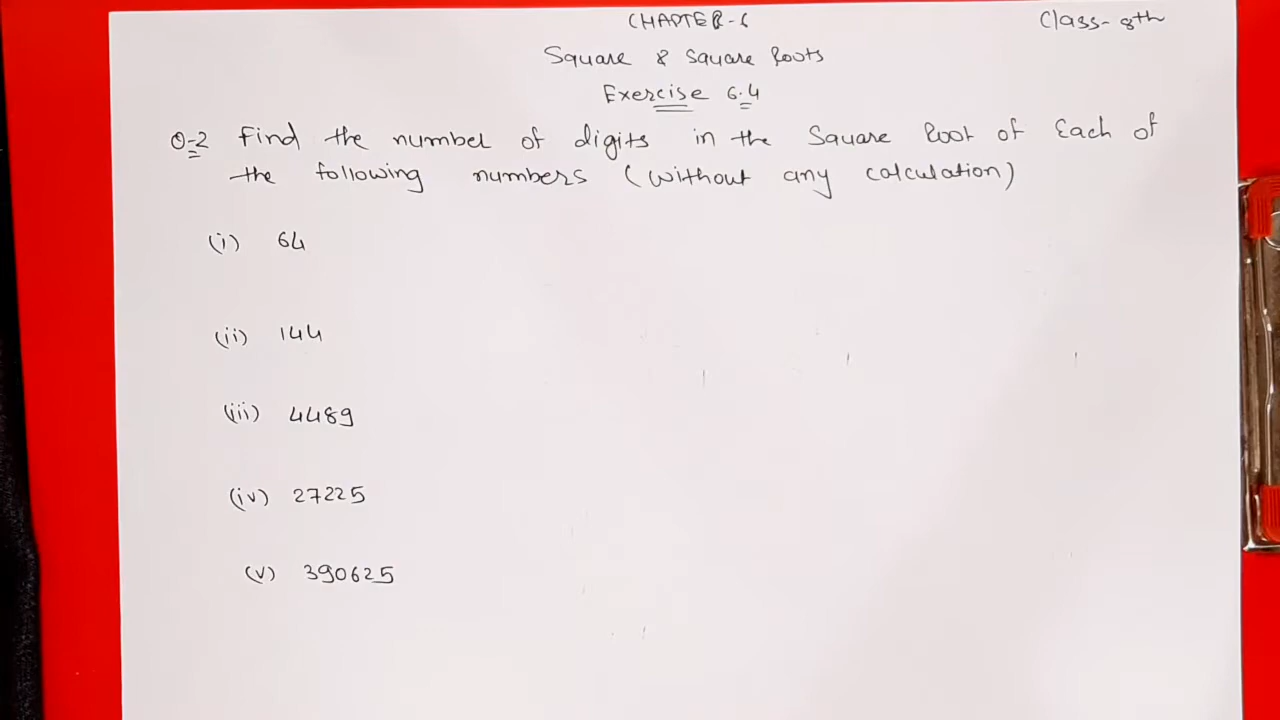 CHAPTER-6
Class- 8th
Square & Square Roots
Exercise 6.4
Q-2 Find the number of digits in the Square Root of Each of
the following numbers (without any calculation)
(i) 64
(ii) 144
(iii) 4489
(iv) 27225
(v) 390625